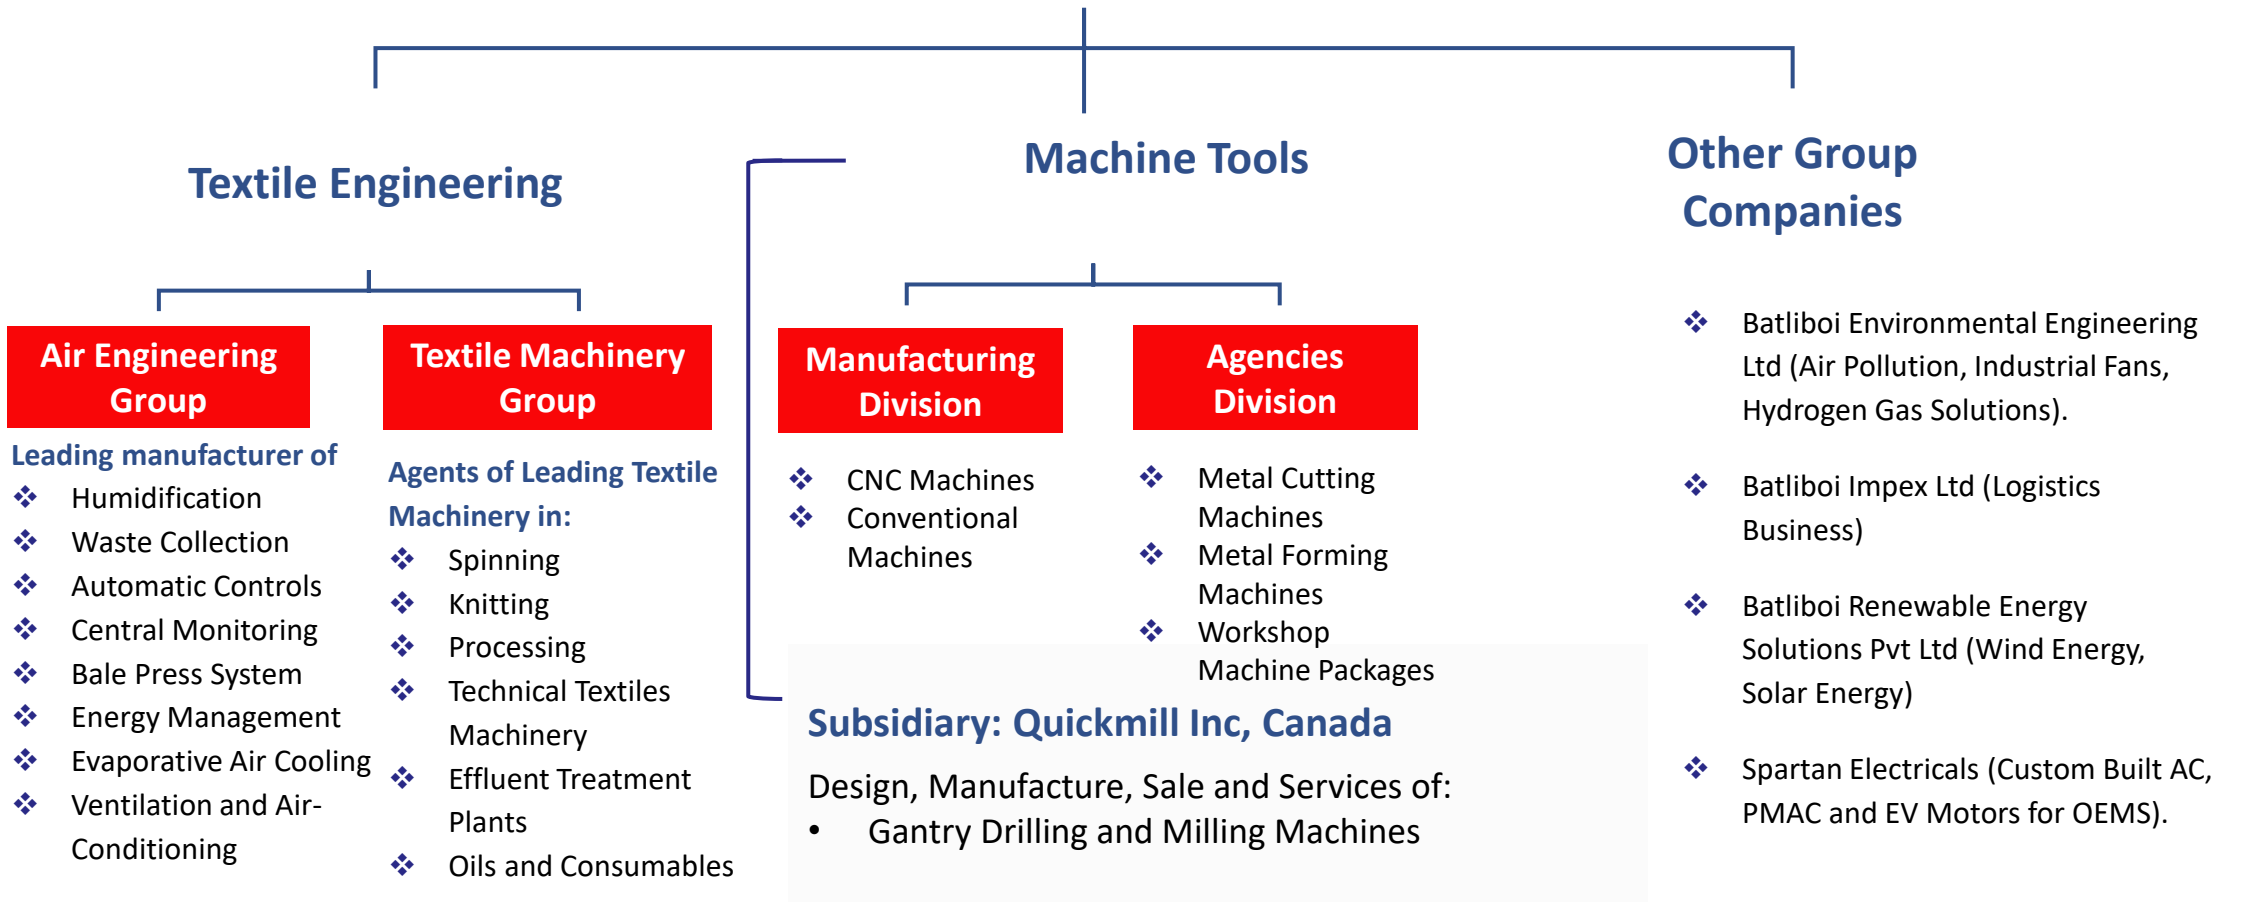 Textile Engineering
Air Engineering
Group
Leading manufacturer of
❖ Humidification
❖ Waste Collection
❖ Automatic Controls
❖ Central Monitoring
❖ Bale Press System
❖ Energy Management
❖ Evaporative Air Cooling
❖ Ventilation and Air-
Conditioning
Textile Machinery
Group
Agents of Leading Textile
Machinery in:
❖ Spinning
❖ Knitting
❖ Processing
❖ Technical Textiles
Machinery
❖ Effluent Treatment
Plants
❖ Oils and Consumables
Machine Tools
Manufacturing
Division
❖ CNC Machines
❖ Conventional
Machines
Agencies
Division
❖ Metal Cutting
Machines
❖ Metal Forming
Machines
❖ Workshop
Machine Packages
Subsidiary: Quickmill Inc, Canada
Design, Manufacture, Sale and Services of:
• Gantry Drilling and Milling Machines
Other Group
Companies
❖ Batliboi Environmental Engineering
Ltd (Air Pollution, Industrial Fans,
Hydrogen Gas Solutions).
❖ Batliboi Impex Ltd (Logistics
Business)
❖ Batliboi Renewable Energy
Solutions Pvt Ltd (Wind Energy,
Solar Energy)
❖ Spartan Electricals (Custom Built AC,
PMAC and EV Motors for OEMS).